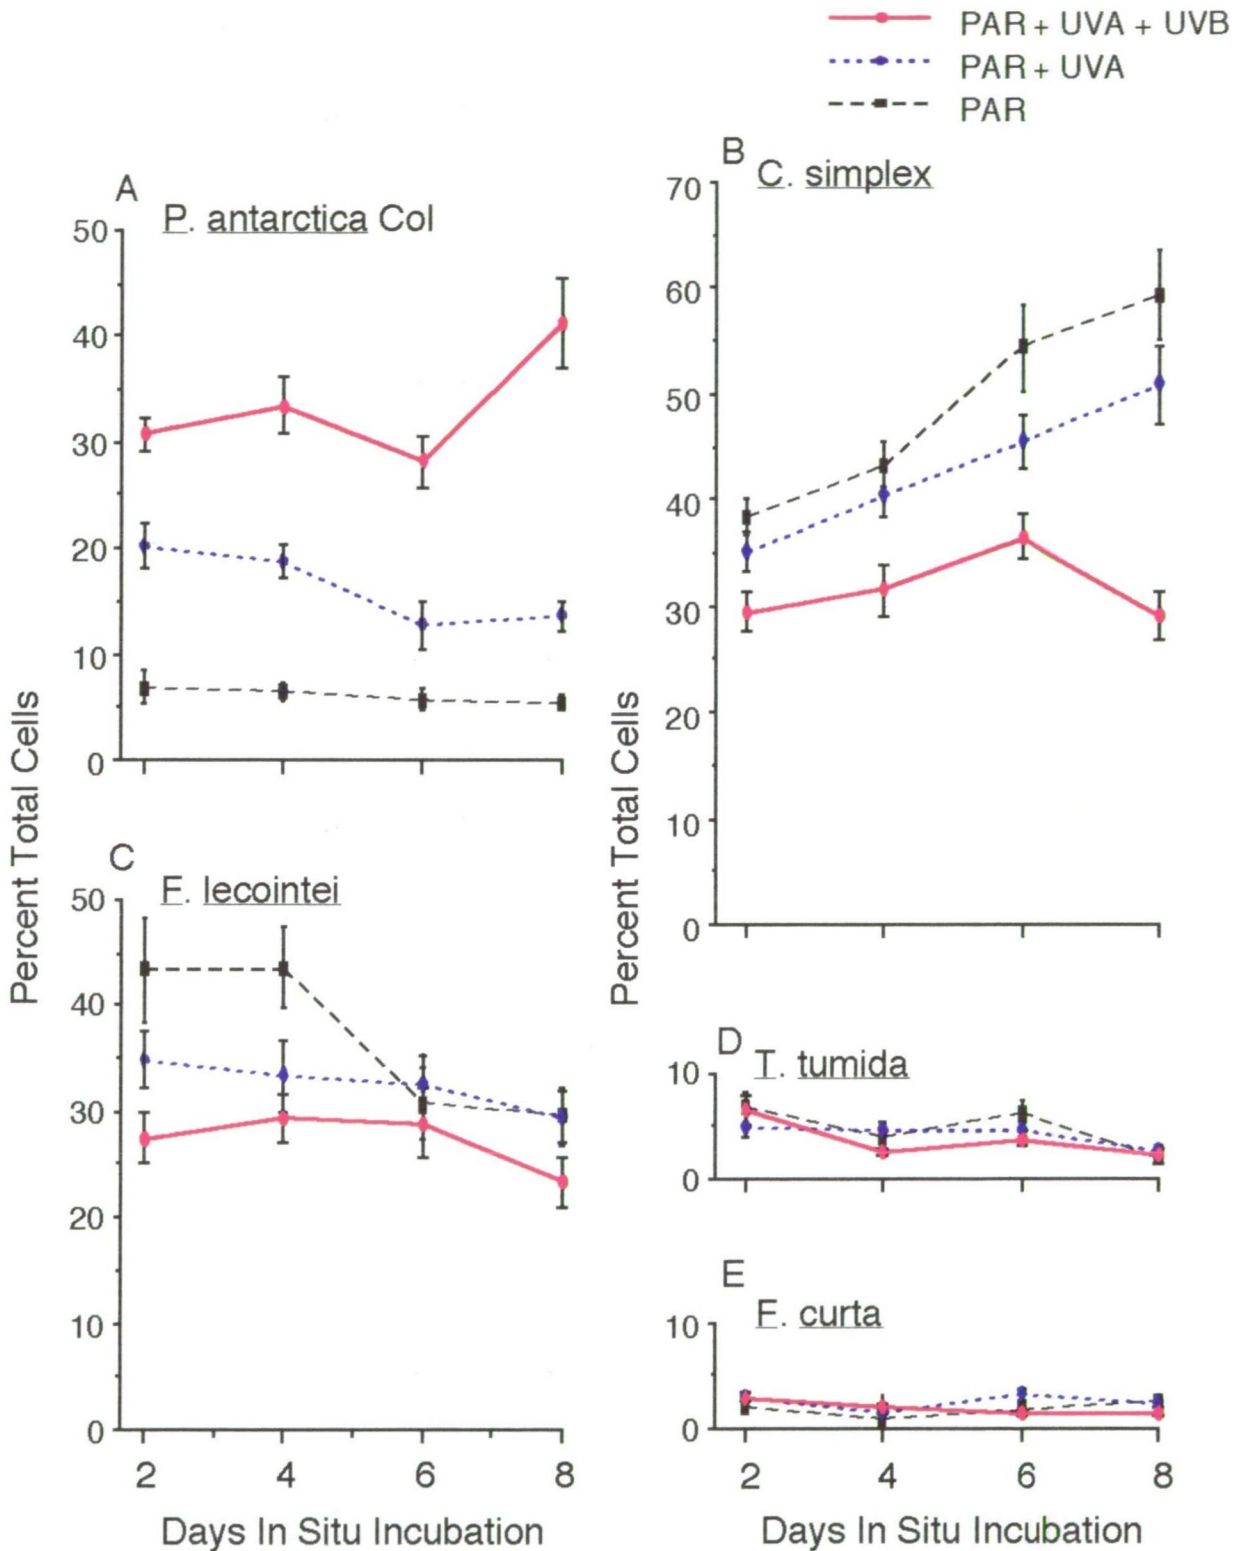 PAR + UVA + UVB
PAR + UVA
PAR
A
P. antarctica Col
50
40
30
20
10
0
B
C. simplex
70
60
50
40
30
20
10
0
Percent Total Cells
Percent Total Cells
C
F. lecointei
50
40
30
20
10
0
2 4 6 8
Days In Situ Incubation
D
T. tumida
10
0
E
F. curta
10
0
2 4 6 8
Days In Situ Incubation